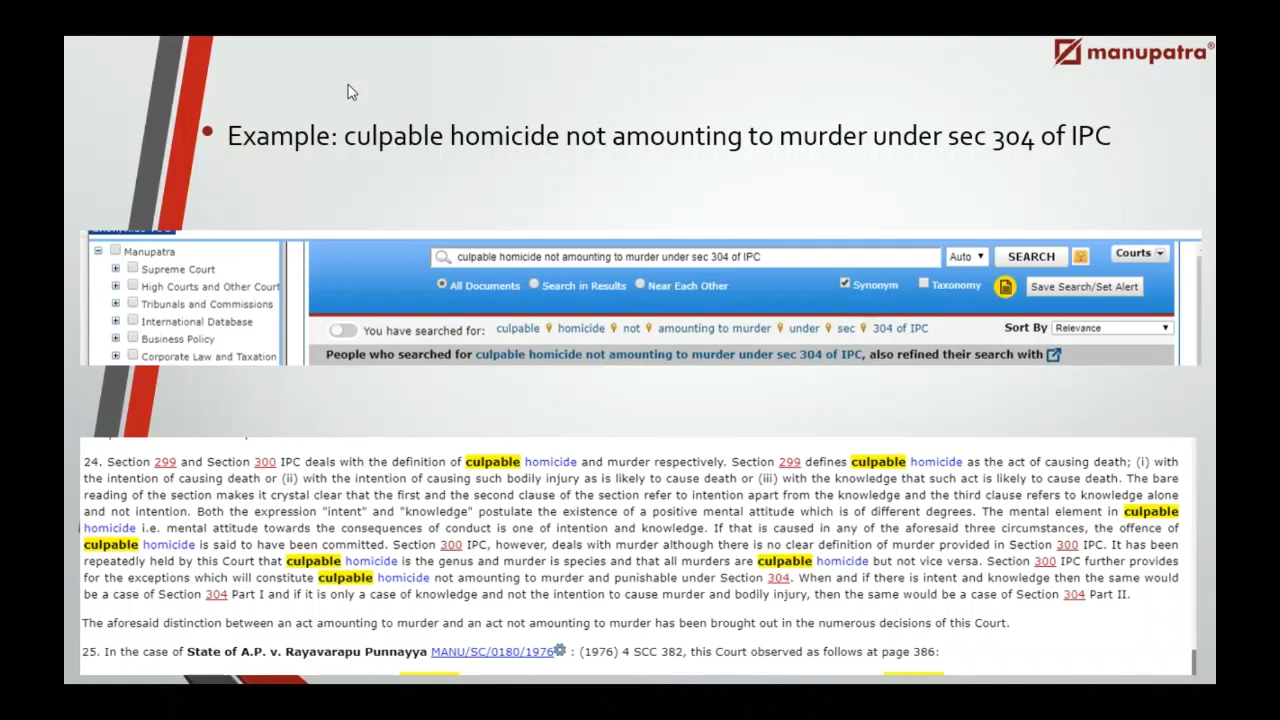 manupatra®
• Example: culpable homicide not amounting to murder under sec 304 of IPC
Manupatra
Supreme Court
High Courts and Other Court
Tribunals and Commissions
International Database
Business Policy
Corporate Law and Taxation
culpable homicide not amounting to murder under sec 304 of IPC Auto SEARCH Courts
All Documents Search in Results Near Each Other Synonym Taxonomy Save Search/Set Alert
You have searched for: culpable homicide not amounting to murder under sec 304 of IPC Sort By Relevance
People who searched for culpable homicide not amounting to murder under sec 304 of IPC, also refined their search with
24. Section 299 and Section 300 IPC deals with the definition of culpable homicide and murder respectively. Section 299 defines culpable homicide as the act of causing death; (i) with
the intention of causing death or (ii) with the intention of causing such bodily injury as is likely to cause death or (iii) with the knowledge that such act is likely to cause death. The bare
reading of the section makes it crystal clear that the first and the second clause of the section refer to intention apart from the knowledge and the third clause refers to knowledge alone
and not intention. Both the expression "intent" and "knowledge" postulate the existence of a positive mental attitude which is of different degrees. The mental element in culpable
homicide i.e. mental attitude towards the consequences of conduct is one of intention and knowledge. If that is caused in any of the aforesaid three circumstances, the offence of
culpable homicide is said to have been committed. Section 300 IPC, however, deals with murder although there is no clear definition of murder provided in Section 300 IPC. It has been
repeatedly held by this Court that culpable homicide is the genus and murder is species and that all murders are culpable homicide but not vice versa. Section 300 IPC further provides
for the exceptions which will constitute culpable homicide not amounting to murder and punishable under Section 304. When and if there is intent and knowledge then the same would
be a case of Section 304 Part I and if it is only a case of knowledge and not the intention to cause murder and bodily injury, then the same would be a case of Section 304 Part II.
The aforesaid distinction between an act amounting to murder and an act not amounting to murder has been brought out in the numerous decisions of this Court.
25. In the case of State of A.P. v. Rayavarapu Punnayya MANU/SC/0180/1976 : (1976) 4 SCC 382, this Court observed as follows at page 386: